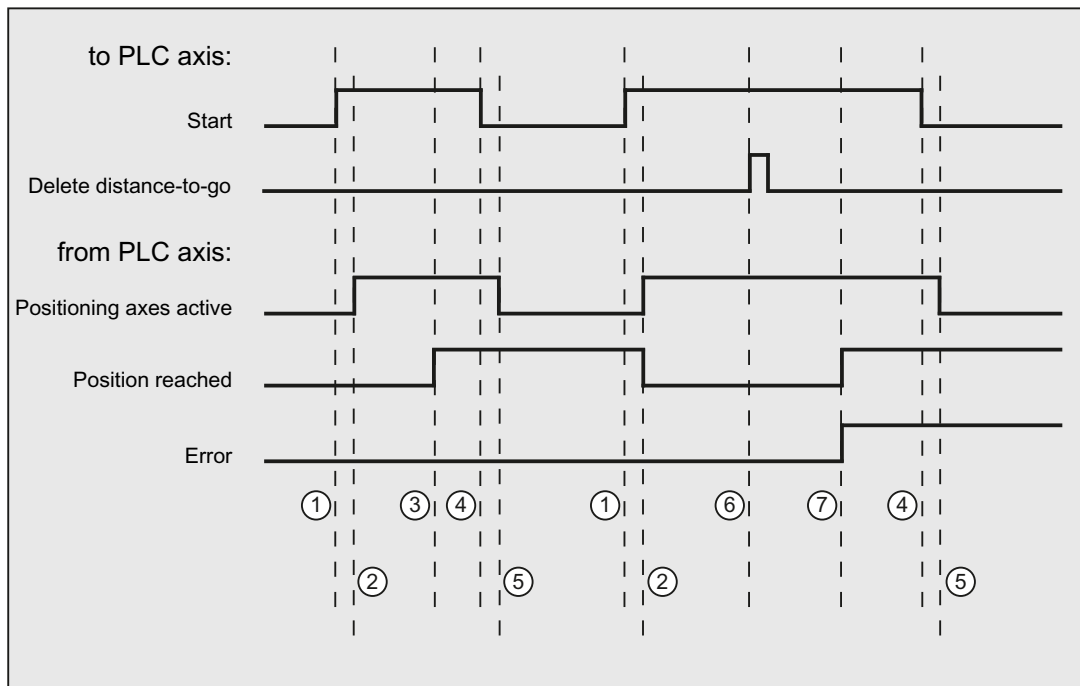 to PLC axis:
Start
Delete distance-to-go
from PLC axis:
Positioning axes active
Position reached
Error
1 3 4 1 6 7 4
2 5 2 5